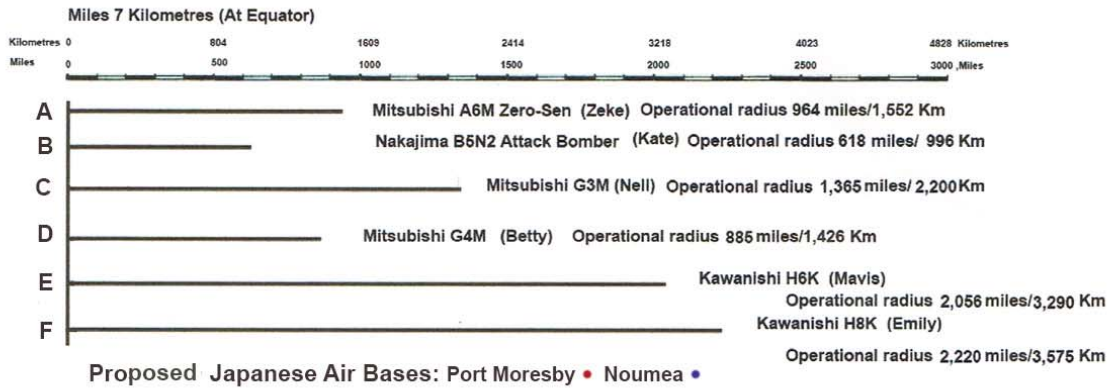 Miles 7 Kilometres (At Equator)
Kilometres 0 804 1609 2414 3218 4023 4828 Kilometres
Miles 0 500 1000 1500 2000 2500 3000 ,Miles
A Mitsubishi A6M Zero-Sen (Zeke) Operational radius 964 miles/1,552 Km
B Nakajima B5N2 Attack Bomber (Kate) Operational radius 618 miles/ 996 Km
C Mitsubishi G3M (Nell) Operational radius 1,365 miles/ 2,200 Km
D Mitsubishi G4M (Betty) Operational radius 885 miles/1,426 Km
E Kawanishi H6K (Mavis)
Operational radius 2,056 miles/3,290 Km
F Kawanishi H8K (Emily)
Operational radius 2,220 miles/3,575 Km
Proposed Japanese Air Bases: Port Moresby • Noumea •